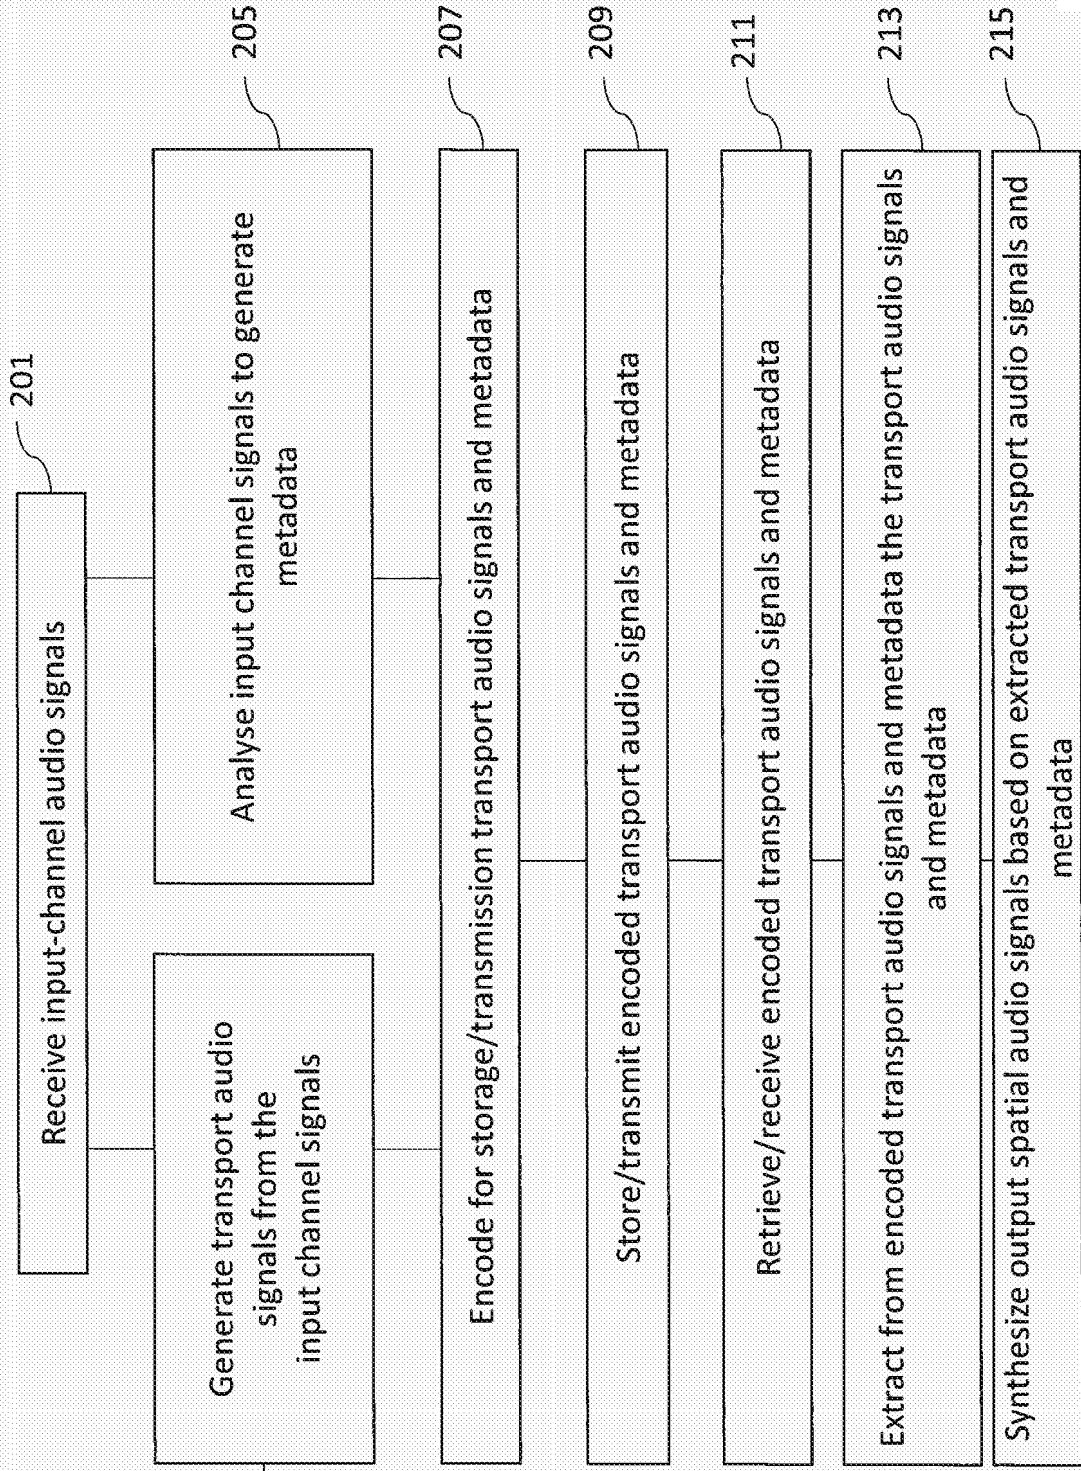 201
Receive input-channel audio signals
205
Generate transport audio
signals from the
input channel signals
Analyse input channel signals to generate
metadata
207
Encode for storage/transmission transport audio signals and metadata
209
Store/transmit encoded transport audio signals and metadata
211
Retrieve/receive encoded transport audio signals and metadata
213
Extract from encoded transport audio signals and metadata the transport audio signals
and metadata
215
Synthesize output spatial audio signals based on extracted transport audio signals and
metadata